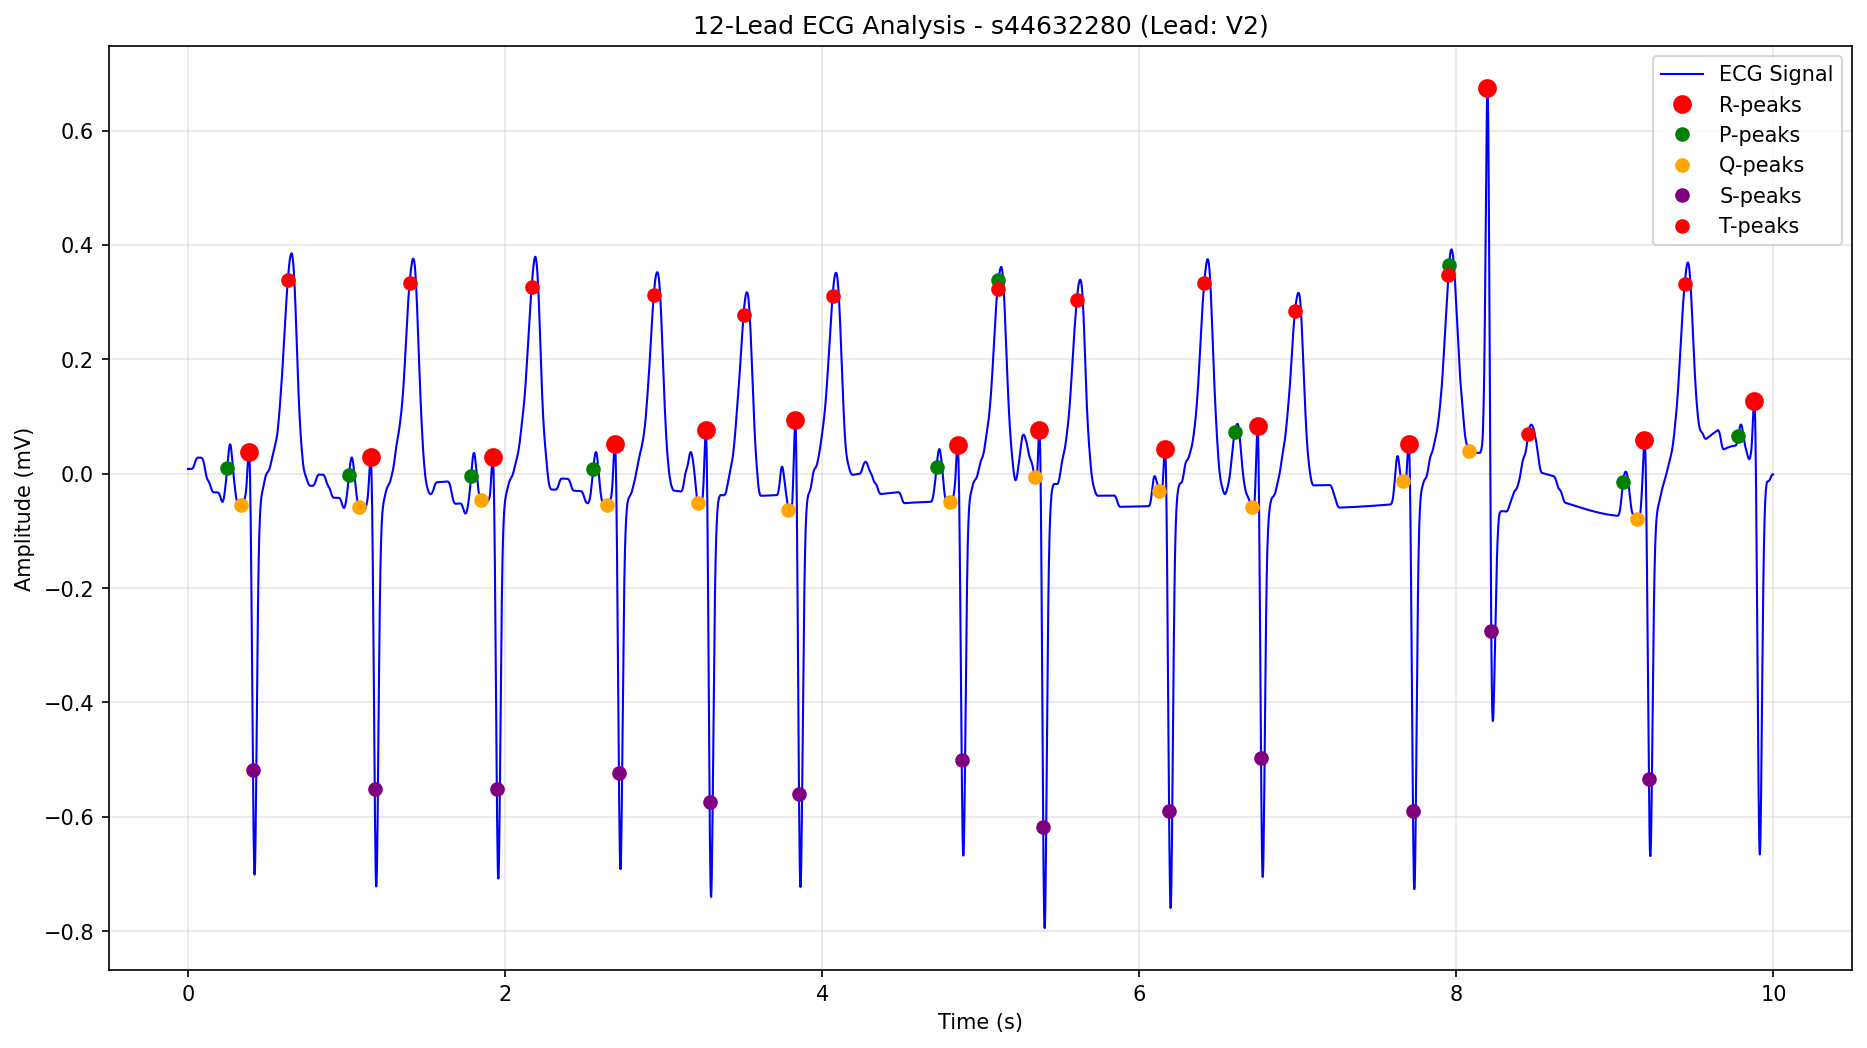 12-Lead ECG Analysis - s44632280 (Lead: V2)
ECG Signal
R-peaks
P-peaks
Q-peaks
S-peaks
T-peaks
Amplitude (mV)
0.6
0.4
0.2
0.0
−0.2
−0.4
−0.6
−0.8
0 2 4 6 8 10
Time (s)